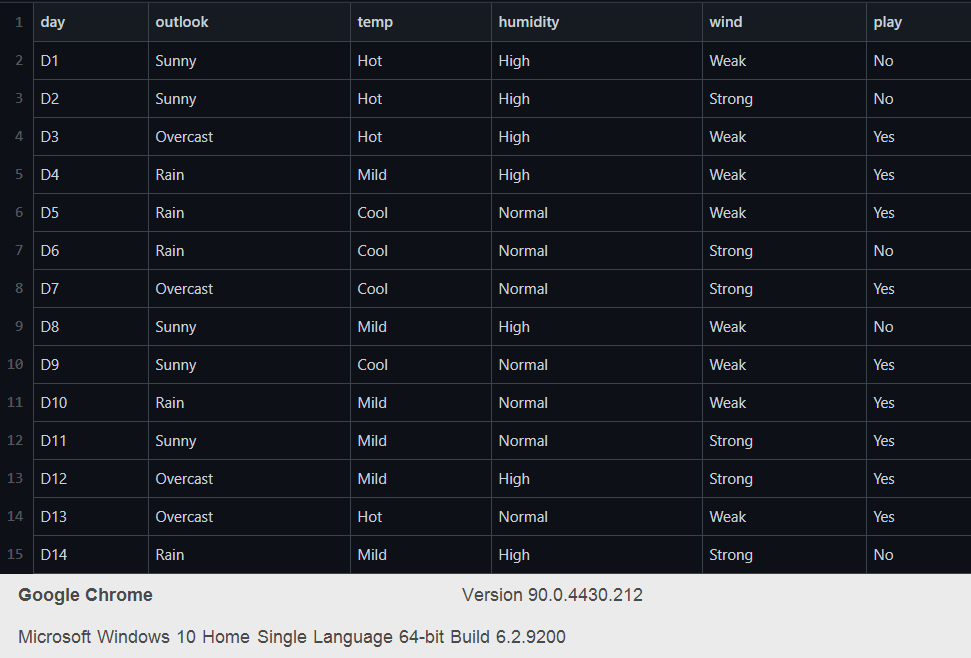 1 day outlook temp humidity wind play
2 D1 Sunny Hot High Weak No
3 D2 Sunny Hot High Strong No
4 D3 Overcast Hot High Weak Yes
5 D4 Rain Mild High Weak Yes
6 D5 Rain Cool Normal Weak Yes
7 D6 Rain Cool Normal Strong No
8 D7 Overcast Cool Normal Strong Yes
9 D8 Sunny Mild High Weak No
10 D9 Sunny Cool Normal Weak Yes
11 D10 Rain Mild Normal Weak Yes
12 D11 Sunny Mild Normal Strong Yes
13 D12 Overcast Mild High Strong Yes
14 D13 Overcast Hot Normal Weak Yes
15 D14 Rain Mild High Strong No
Google Chrome Version 90.0.4430.212
Microsoft Windows 10 Home Single Language 64-bit Build 6.2.9200